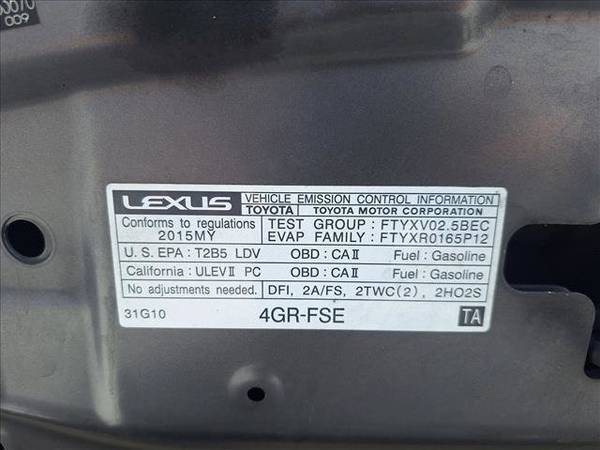 009
LEXUS VEHICLE EMISSION CONTROL INFORMATION
TOYOTA TOYOTA MOTOR CORPORATION
Conforms to regulations TEST GROUP : FTYXV02.5BEC
2015MY EVAP FAMILY : FTYXR0165P12
U. S. EPA : T2B5 LDV OBD : CAⅡ Fuel : Gasoline
California : ULEVⅡ PC OBD : CAⅡ Fuel : Gasoline
No adjustments needed. DFI, 2A/FS, 2TWC(2), 2HO2S
31G10 4GR-FSE TA